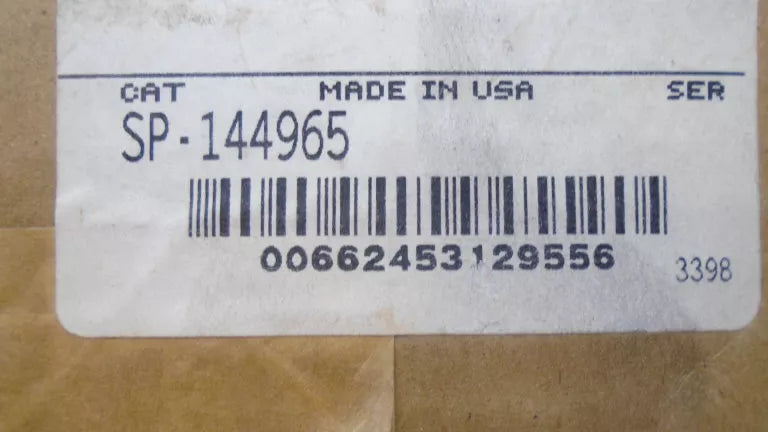 CAT MADE IN USA SER
SP-144965
00662453129556
3398